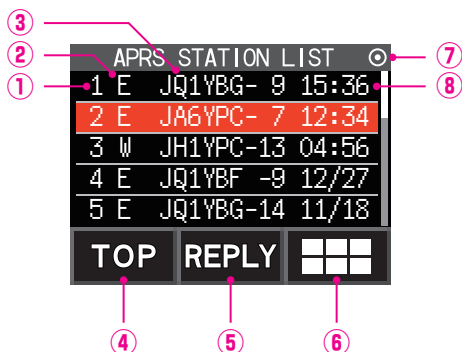 ③
② APRS STATION LIST ⑦
① 1 E JQ1YBG- 9 15:36 ⑧
2 E JA6YPC- 7 12:34
3 W JH1YPC-13 04:56
4 E JQ1YBF -9 12/27
5 E JQ1YBG-14 11/18
TOP REPLY
④ ⑤ ⑥